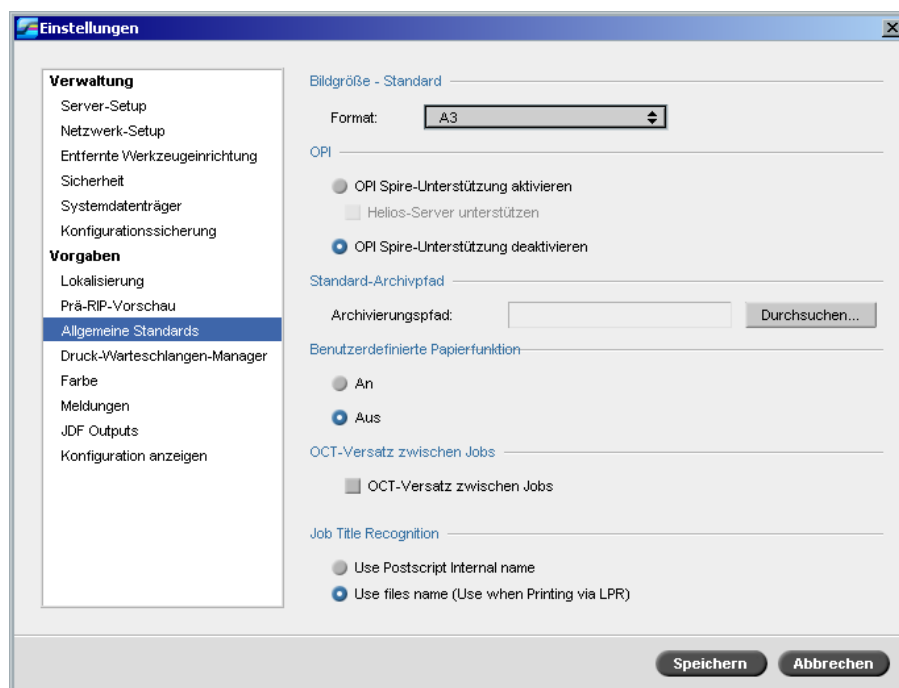 Einstellungen
Verwaltung
Server-Setup
Netzwerk-Setup
Entfernte Werkzeugeinrichtung
Sicherheit
Systemdatenträger
Konfigurationssicherung
Vorgaben
Lokalisierung
Prä-RIP-Vorschau
Allgemeine Standards
Druck-Warteschlangen-Manager
Farbe
Meldungen
JDF Outputs
Konfiguration anzeigen
Bildgröße - Standard
Format: A3
OPI
OPI Spire-Unterstützung aktivieren
Helios-Server unterstützen
OPI Spire-Unterstützung deaktivieren
Standard-Archivpfad
Archivierungspfad: Durchsuchen...
Benutzerdefinierte Papierfunktion
An
Aus
OCT-Versatz zwischen Jobs
OCT-Versatz zwischen Jobs
Job Title Recognition
Use Postscript Internal name
Use files name (Use when Printing via LPR)
Speichern Abbrechen